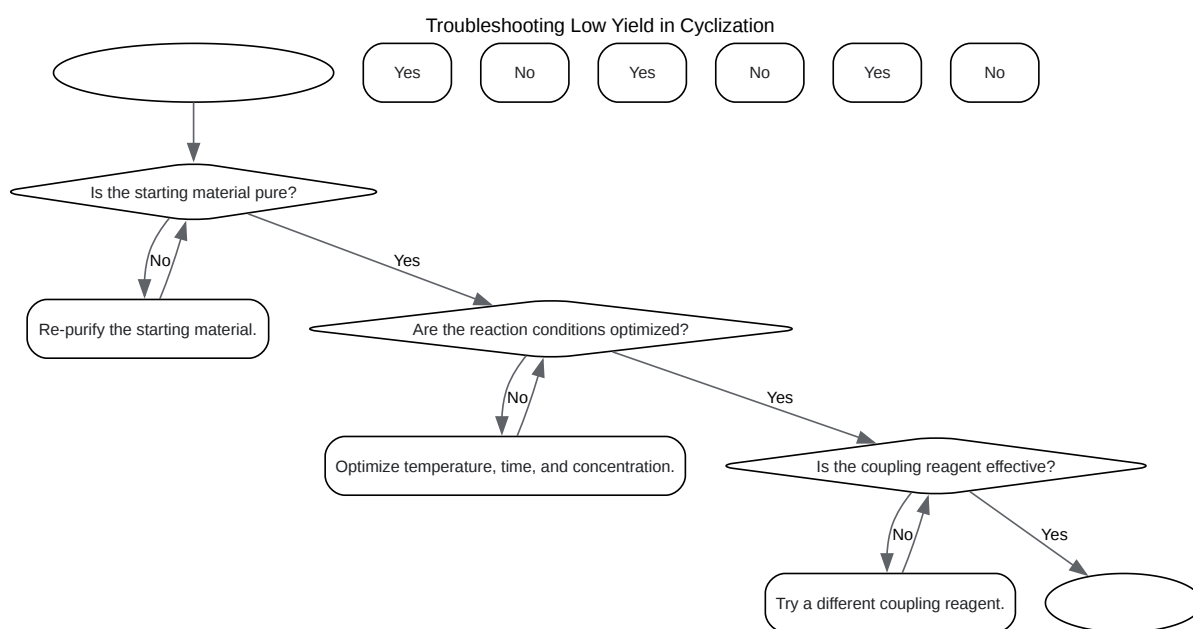 Troubleshooting Low Yield in Cyclization
Yes
No
Yes
No
Yes
No
Is the starting material pure?
No
Yes
Re-purify the starting material.
Are the reaction conditions optimized?
No
Yes
Optimize temperature, time, and concentration.
Is the coupling reagent effective?
No
Yes
Try a different coupling reagent.